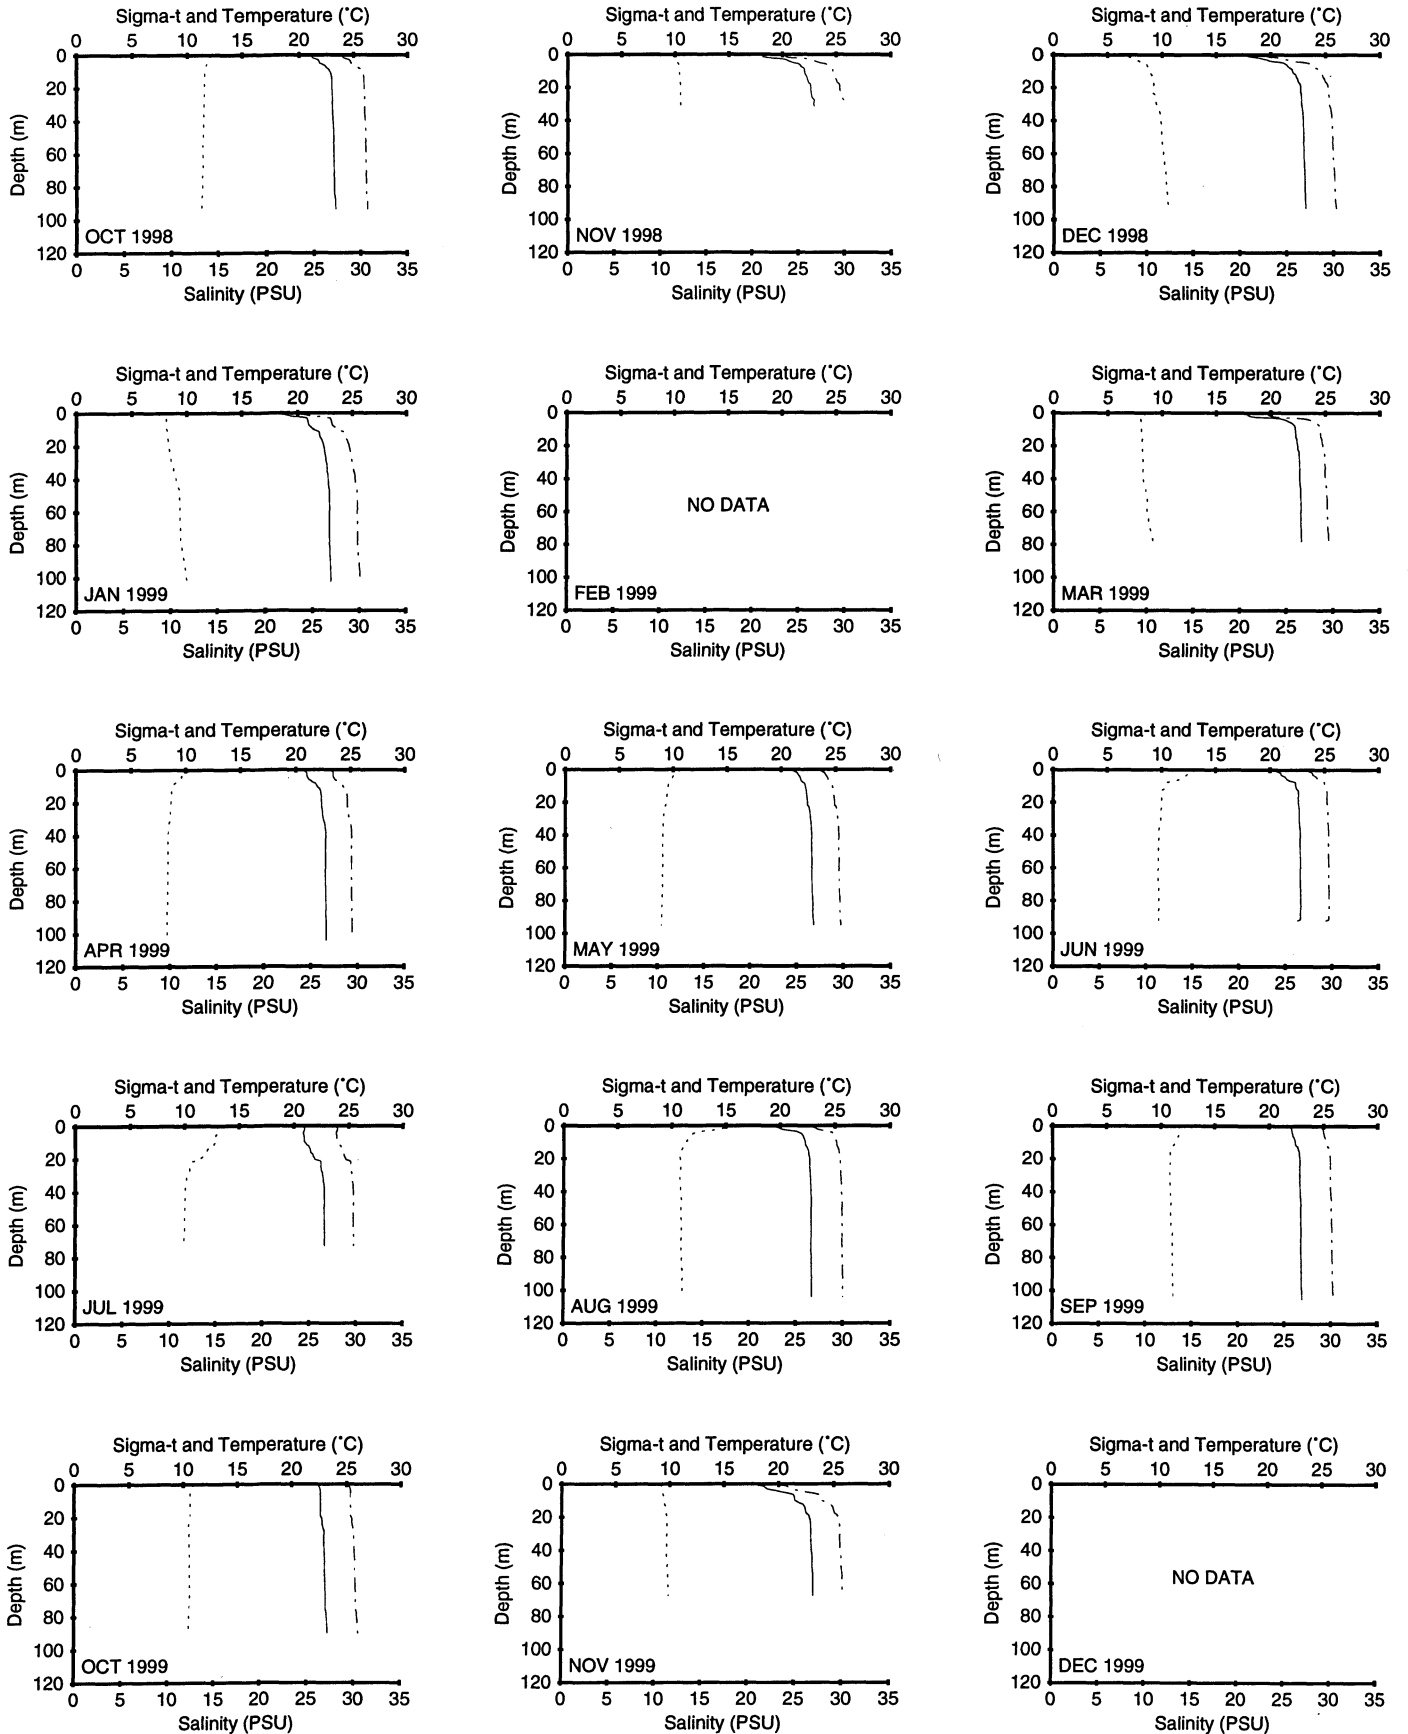 Sigma-t and Temperature (˚C)
0 5 10 15 20 25 30
0
20
40
60
80
100
120
Depth (m)
OCT 1998
0 5 10 15 20 25 30 35
Salinity (PSU)
Sigma-t and Temperature (˚C)
0 5 10 15 20 25 30
0
20
40
60
80
100
120
Depth (m)
NOV 1998
0 5 10 15 20 25 30 35
Salinity (PSU)
Sigma-t and Temperature (˚C)
0 5 10 15 20 25 30
0
20
40
60
80
100
120
Depth (m)
DEC 1998
0 5 10 15 20 25 30 35
Salinity (PSU)
Sigma-t and Temperature (˚C)
0 5 10 15 20 25 30
0
20
40
60
80
100
120
Depth (m)
JAN 1999
0 5 10 15 20 25 30 35
Salinity (PSU)
Sigma-t and Temperature (˚C)
0 5 10 15 20 25 30
0
20
40
60
80
100
120
Depth (m)
NO DATA
FEB 1999
0 5 10 15 20 25 30 35
Salinity (PSU)
Sigma-t and Temperature (˚C)
0 5 10 15 20 25 30
0
20
40
60
80
100
120
Depth (m)
MAR 1999
0 5 10 15 20 25 30 35
Salinity (PSU)
Sigma-t and Temperature (˚C)
0 5 10 15 20 25 30
0
20
40
60
80
100
120
Depth (m)
APR 1999
0 5 10 15 20 25 30 35
Salinity (PSU)
Sigma-t and Temperature (˚C)
0 5 10 15 20 25 30
0
20
40
60
80
100
120
Depth (m)
MAY 1999
0 5 10 15 20 25 30 35
Salinity (PSU)
Sigma-t and Temperature (˚C)
0 5 10 15 20 25 30
0
20
40
60
80
100
120
Depth (m)
JUN 1999
0 5 10 15 20 25 30 35
Salinity (PSU)
Sigma-t and Temperature (˚C)
0 5 10 15 20 25 30
0
20
40
60
80
100
120
Depth (m)
JUL 1999
0 5 10 15 20 25 30 35
Salinity (PSU)
Sigma-t and Temperature (˚C)
0 5 10 15 20 25 30
0
20
40
60
80
100
120
Depth (m)
AUG 1999
0 5 10 15 20 25 30 35
Salinity (PSU)
Sigma-t and Temperature (˚C)
0 5 10 15 20 25 30
0
20
40
60
80
100
120
Depth (m)
SEP 1999
0 5 10 15 20 25 30 35
Salinity (PSU)
Sigma-t and Temperature (˚C)
0 5 10 15 20 25 30
0
20
40
60
80
100
120
Depth (m)
OCT 1999
0 5 10 15 20 25 30 35
Salinity (PSU)
Sigma-t and Temperature (˚C)
0 5 10 15 20 25 30
0
20
40
60
80
100
120
Depth (m)
NOV 1999
0 5 10 15 20 25 30 35
Salinity (PSU)
Sigma-t and Temperature (˚C)
0 5 10 15 20 25 30
0
20
40
60
80
100
120
Depth (m)
NO DATA
DEC 1999
0 5 10 15 20 25 30 35
Salinity (PSU)